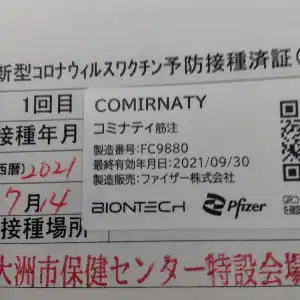 新型コロナウィルスワクチン予防接種済証(
1回目
COMIRNATY
コミナティ筋注
接種年月
製造番号:FC9880
最終有効年月日:2021/09/30
西暦)2021
製造販売:ファイザー株式会社
7月14
BIONTECH Pfizer
QRコ
接種場所
大洲市保健センター特設会場